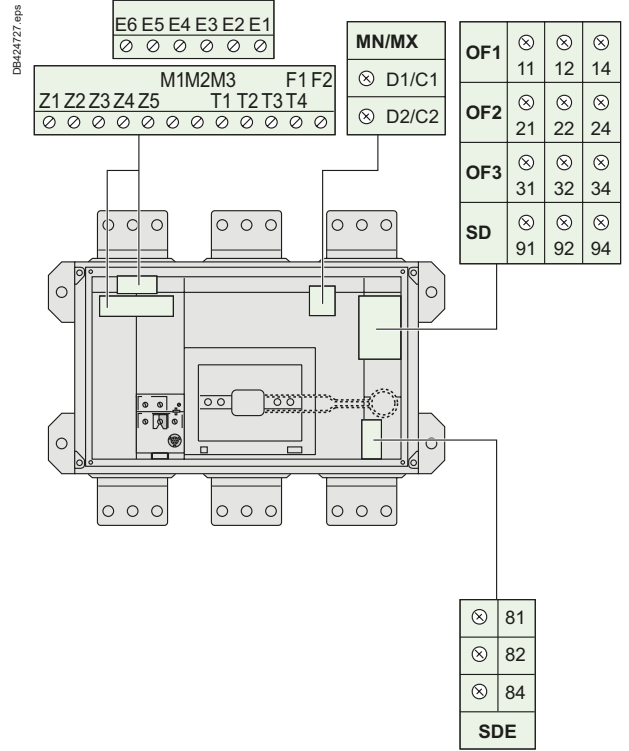 DB424727.eps
E6 E5 E4 E3 E2 E1
M1M2M3 F1 F2
Z1 Z2 Z3 Z4 Z5 T1 T2 T3 T4
MN/MX
D1/C1
D2/C2
OF1
11 12 14
OF2
21 22 24
OF3
31 32 34
SD
91 92 94
81
82
84
SDE